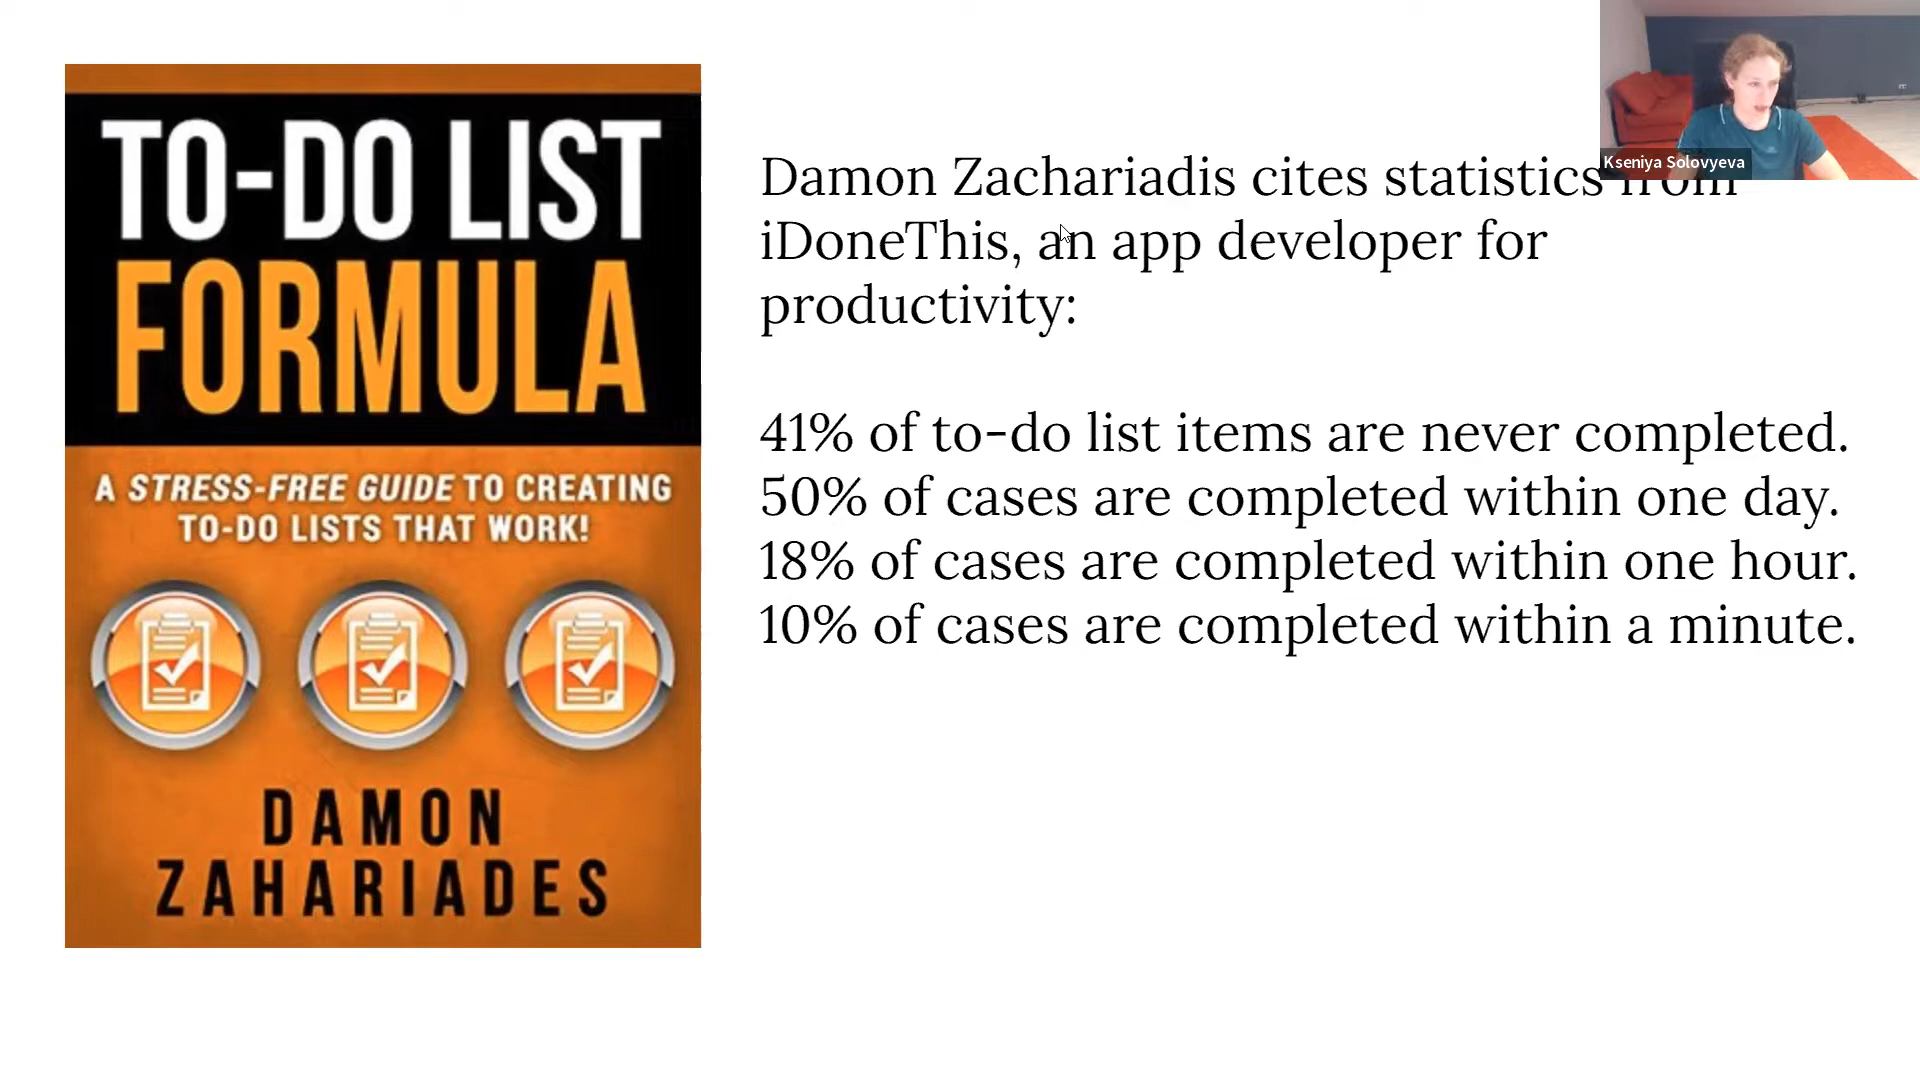 TO-DO LIST
FORMULA
A STRESS-FREE GUIDE TO CREATING
TO-DO LISTS THAT WORK!
DAMON
ZAHARIADES
Damon Zachariadis cites statistics from
iDoneThis, an app developer for
productivity:
41% of to-do list items are never completed.
50% of cases are completed within one day.
18% of cases are completed within one hour.
10% of cases are completed within a minute.
Kseniya Solovyeva